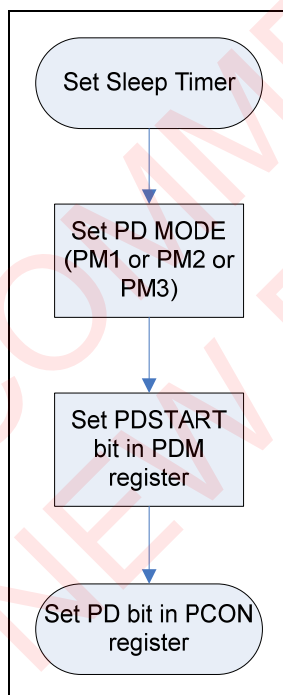 Set Sleep Timer
Set PD MODE
(PM1 or PM2 or
PM3)
Set PDSTART
bit in PDM
register
Set PD bit in PCON
register